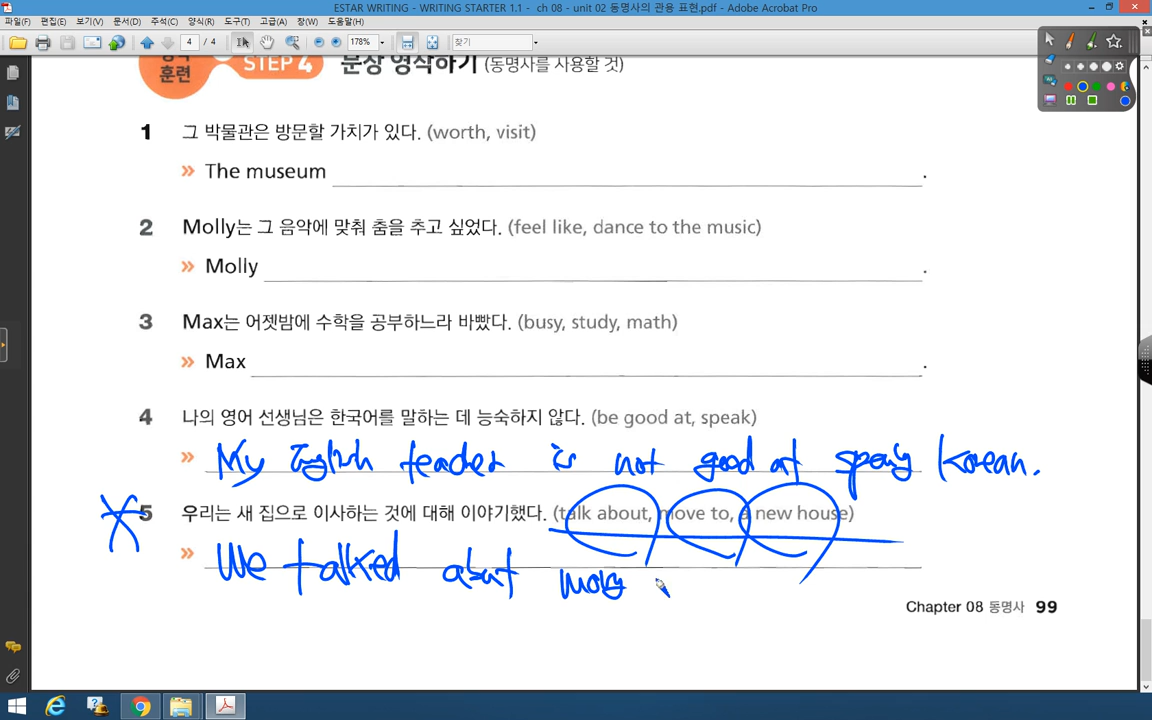 ESTAR WRITING - WRITING STARTER 1.1 - ch 08 - unit 02 동명사의 관용 표현.pdf - Adobe Acrobat Pro
파일(F) 편집(E) 보기(V) 문서(D) 주석(C) 양식(R) 도구(T) 고급(A) 창(W) 도움말(H)
4 / 4 178% 찾기
훈련 STEP 4 문장 영작하기 (동명사를 사용할 것)
1 그 박물관은 방문할 가치가 있다. (worth, visit)
» The museum .
2 Molly는 그 음악에 맞춰 춤을 추고 싶었다. (feel like, dance to the music)
» Molly .
3 Max는 어젯밤에 수학을 공부하느라 바빴다. (busy, study, math)
» Max .
4 나의 영어 선생님은 한국어를 말하는 데 능숙하지 않다. (be good at, speak)
» My English teacher is not good at Korean.
5 우리는 새 집으로 이사하는 것에 대해 이야기했다. (talk about, move to, a new house)
» We talked about
Chapter 08 동명사 99